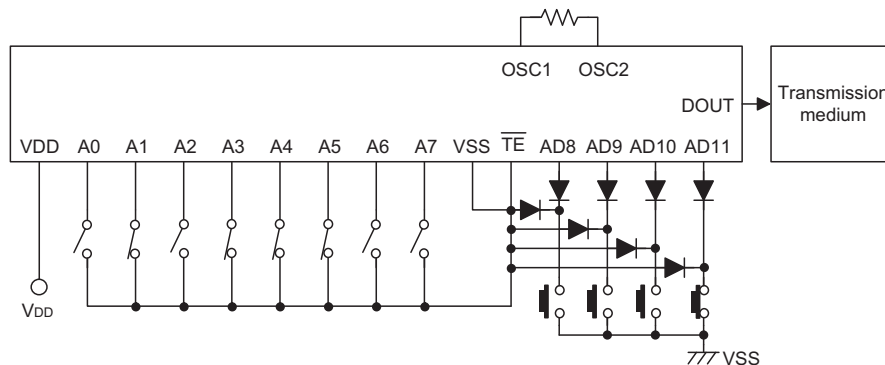 OSC1 OSC2
DOUT
Transmission
medium
VDD A0 A1 A2 A3 A4 A5 A6 A7 VSS TE AD8 AD9 AD10 AD11
VDD
VSS